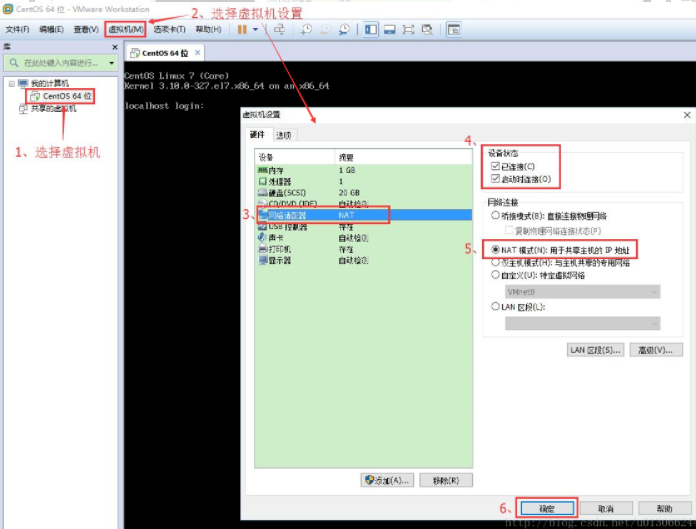 CentOS 64 位 - VMware Workstation
2、选择虚拟机设置
文件(F) 编辑(E) 查看(V) 虚拟机(M) 选项卡(T) 帮助(H)
库
在此处键入内容进行...
我的计算机
CentOS 64 位
共享的虚拟机
1、选择虚拟机
CentOS 64 位
CentOS Linux 7 (Core)
Kernel 3.10.0-327.el7.x86_64 on an x86_64
localhost login:
虚拟机设置
硬件 选项
设备 摘要
内存 1 GB
处理器 1
硬盘(SCSI) 20 GB
CD/DVD (IDE) 自动检测
3、
网络适配器 NAT
USB 控制器 存在
声卡 自动检测
打印机 存在
显示器 自动检测
添加(A)... 移除(R)
4、
设备状态
已连接(C)
启动时连接(O)
网络连接
桥接模式(B): 直接连接物理网络
复制物理网络连接状态(P)
5、
NAT 模式(N): 用于共享主机的 IP 地址
仅主机模式(H): 与主机共享的专用网络
自定义(U): 特定虚拟网络
VMnet0
LAN 区段(L):
LAN 区段(S)... 高级(V)...
6、
确定 取消 帮助
http://blog.csdn.net/u01306624